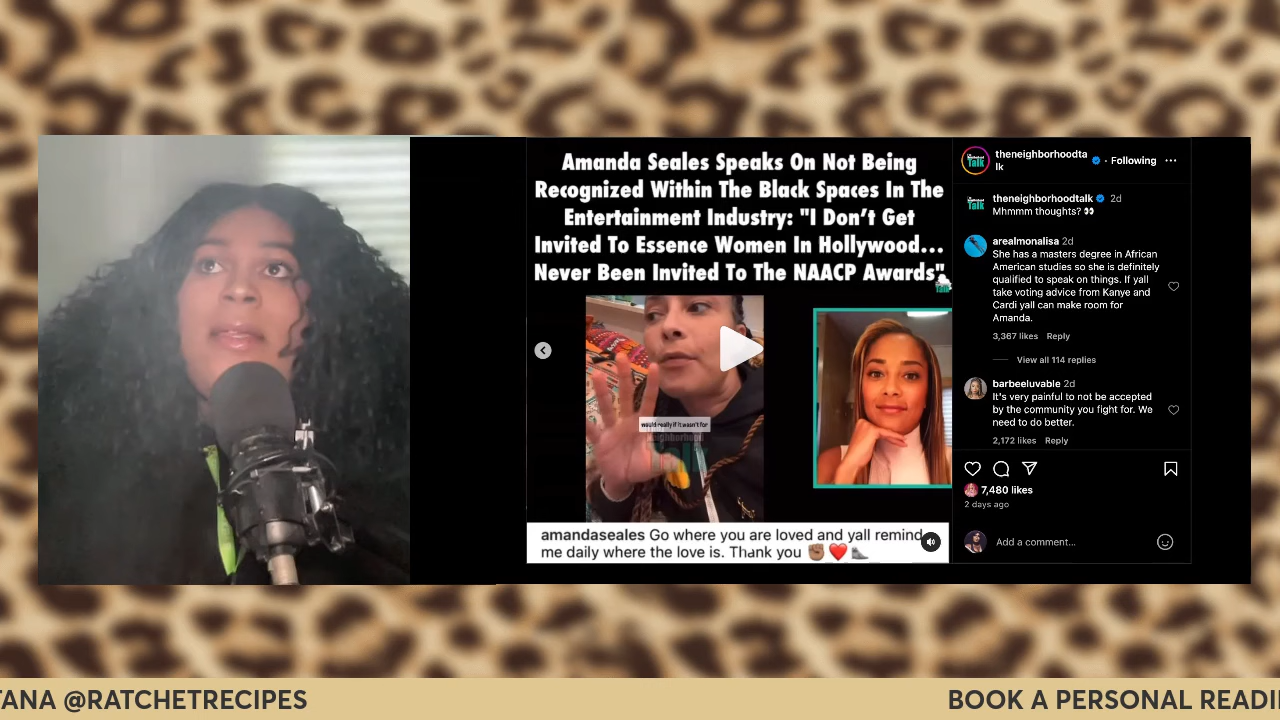 Amanda Seales Speaks On Not Being
Recognized Within The Black Spaces In The
Entertainment Industry: "I Don't Get
Invited To Essence Women In Hollywood...
Never Been Invited To The NAACP Awards"
would really if it wasn't for
Neighborhood
Talk
amandaseales Go where you are loved and yall remind
me daily where the love is. Thank you ✊🏽❤️👟
theneighborhoodta
lk
· Following
theneighborhoodtalk 2d
Mhmmm thoughts? 👀
arealmonalisa 2d
She has a masters degree in African
American studies so she is definitely
qualified to speak on things. If yall
take voting advice from Kanye and
Cardi yall can make room for
Amanda.
3,367 likes Reply
View all 114 replies
barbeeluvable 2d
It's very painful to not be accepted
by the community you fight for. We
need to do better.
2,172 likes Reply
7,480 likes
2 days ago
Add a comment...
TANA @RATCHETRECIPES
BOOK A PERSONAL READI